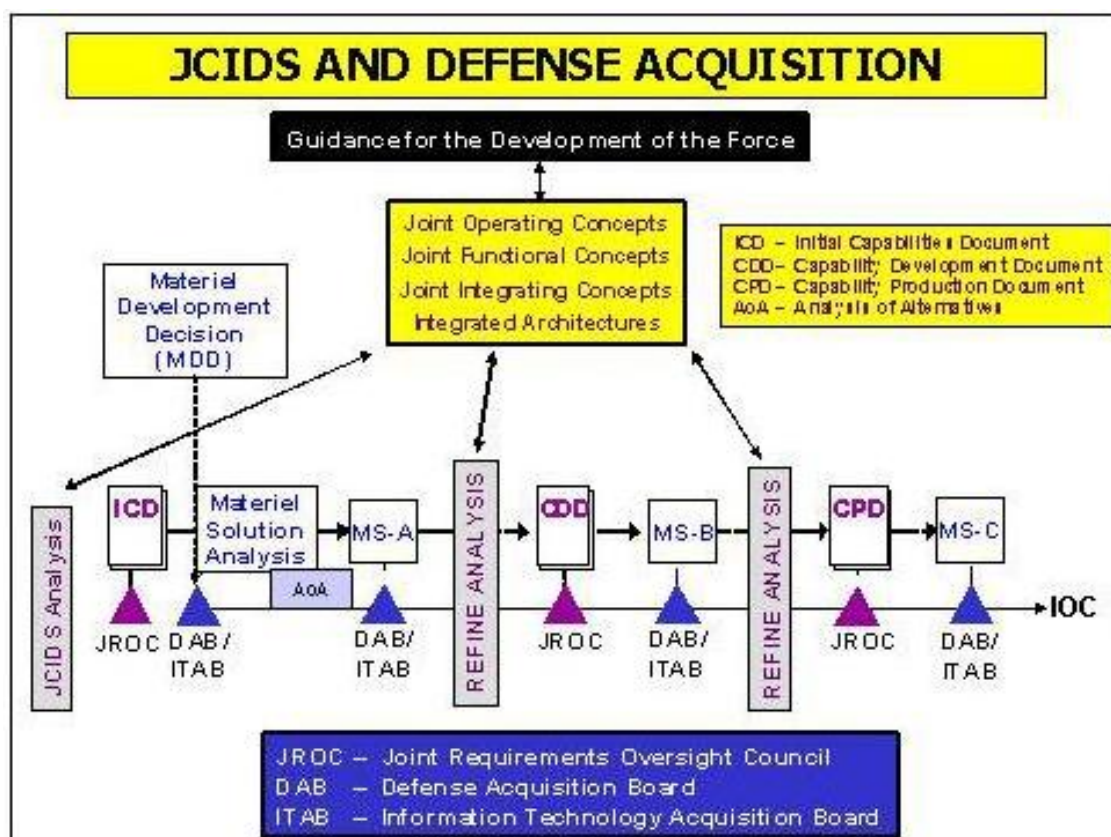 JCIDS AND DEFENSE ACQUISITION
Guidance for the Development of the Force
Joint Operating Concepts
Joint Functional Concepts
Joint Integrating Concepts
Integrated Architectures
ICD – Initial Capabilities Document
CDD – Capability Development Document
CPD – Capability Production Document
AoA – Analysis of Alternatives
Materiel
Development
Decision
(MDD)
JCIDS Analysis
ICD
Materiel
Solution
Analysis
AoA
MS-A
REFINE ANALYSIS
CDD
MS-B
REFINE ANALYSIS
CPD
MS-C
IOC
JROC
DAB/
ITAB
DAB/
ITAB
JROC
DAB/
ITAB
JROC
DAB/
ITAB
JROC – Joint Requirements Oversight Council
DAB – Defense Acquisition Board
ITAB – Information Technology Acquisition Board